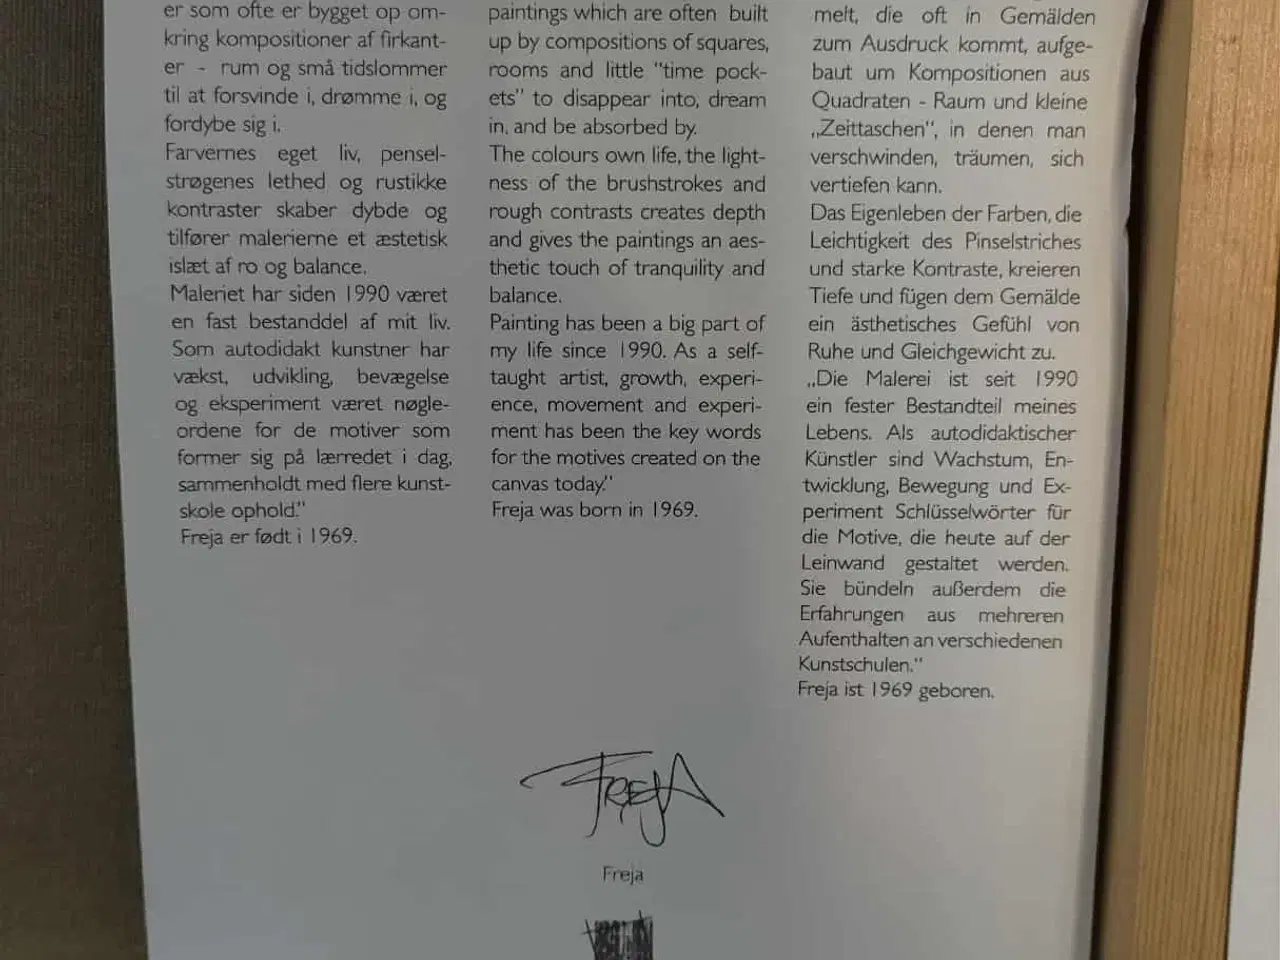 er som ofte er bygget op om-
kring kompositioner af firkant-
er - rum og små tidslommer
til at forsvinde i, drømme i, og
fordybe sig i.
Farvernes eget liv, pensel-
strøgenes lethed og rustikke
kontraster skaber dybde og
tilfører malerierne et æstetisk
islæt af ro og balance.
Maleriet har siden 1990 været
en fast bestanddel af mit liv.
Som autodidakt kunstner har
vækst, udvikling, bevægelse
og eksperiment været nøgle-
ordene for de motiver som
former sig på lærredet i dag,
sammenholdt med flere kunst-
skole ophold."
Freja er født i 1969.
paintings which are often built
up by compositions of squares,
rooms and little "time pock-
ets" to disappear into, dream
in, and be absorbed by.
The colours own life, the light-
ness of the brushstrokes and
rough contrasts creates depth
and gives the paintings an aes-
thetic touch of tranquility and
balance.
Painting has been a big part of
my life since 1990. As a self-
taught artist, growth, experi-
ence, movement and experi-
ment has been the key words
for the motives created on the
canvas today."
Freja was born in 1969.
melt, die oft in Gemälden
zum Ausdruck kommt, aufge-
baut um Kompositionen aus
Quadraten - Raum und kleine
„Zeittaschen“, in denen man
verschwinden, träumen, sich
vertiefen kann.
Das Eigenleben der Farben, die
Leichtigkeit des Pinselstriches
und starke Kontraste, kreieren
Tiefe und fügen dem Gemälde
ein ästhetisches Gefühl von
Ruhe und Gleichgewicht zu.
„Die Malerei ist seit 1990
ein fester Bestandteil meines
Lebens. Als autodidaktischer
Künstler sind Wachstum, En-
twicklung, Bewegung und Ex-
periment Schlüsselwörter für
die Motive, die heute auf der
Leinwand gestaltet werden.
Sie bündeln außerdem die
Erfahrungen aus mehreren
Aufenthalten an verschiedenen
Kunstschulen."
Freja ist 1969 geboren.
FREJA
Freja